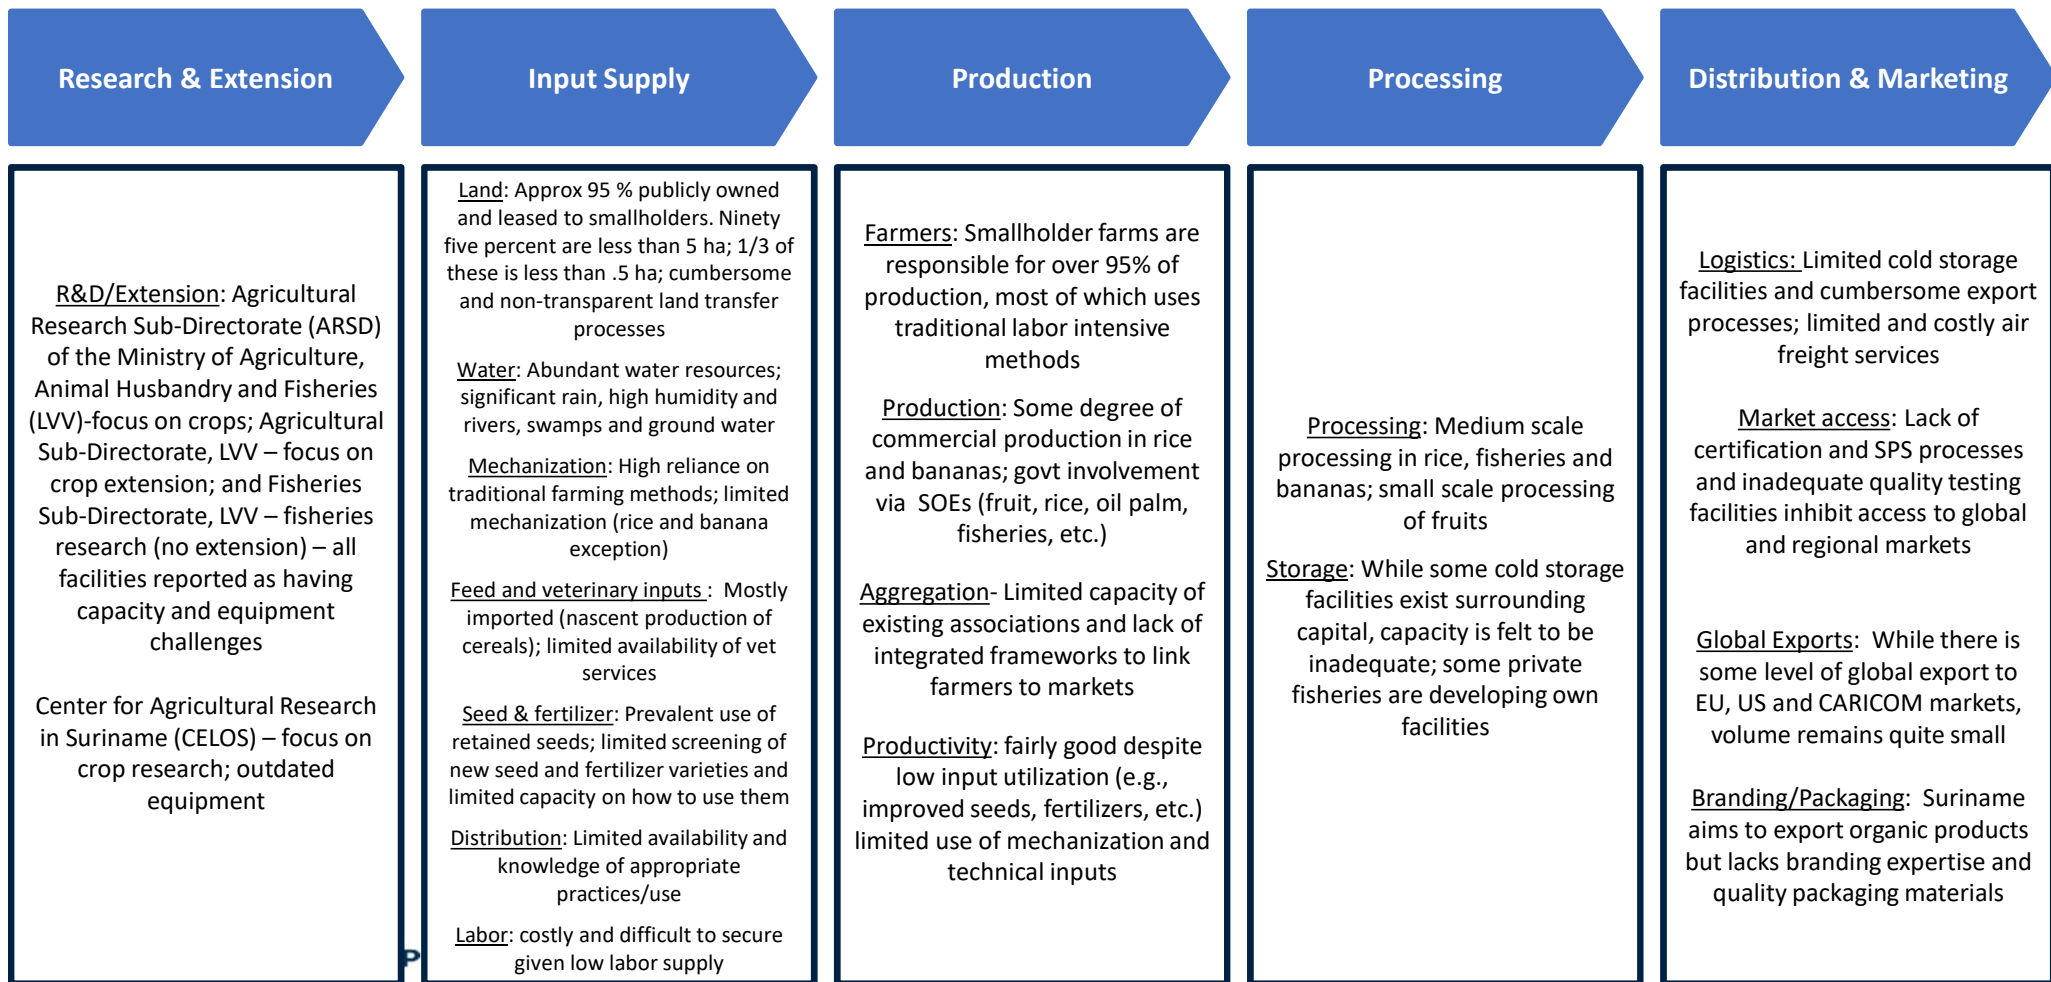 Research & Extension
Input Supply
Production
Processing
Distribution & Marketing
R&D/Extension: Agricultural
Research Sub-Directorate (ARSD)
of the Ministry of Agriculture,
Animal Husbandry and Fisheries
(LVV)-focus on crops; Agricultural
Sub-Directorate, LVV – focus on
crop extension; and Fisheries
Sub-Directorate, LVV – fisheries
research (no extension) – all
facilities reported as having
capacity and equipment
challenges
Center for Agricultural Research
in Suriname (CELOS) – focus on
crop research; outdated
equipment
Land: Approx 95 % publicly owned
and leased to smallholders. Ninety
five percent are less than 5 ha; 1/3 of
these is less than .5 ha; cumbersome
and non-transparent land transfer
processes
Water: Abundant water resources;
significant rain, high humidity and
rivers, swamps and ground water
Mechanization: High reliance on
traditional farming methods; limited
mechanization (rice and banana
exception)
Feed and veterinary inputs : Mostly
imported (nascent production of
cereals); limited availability of vet
services
Seed & fertilizer: Prevalent use of
retained seeds; limited screening of
new seed and fertilizer varieties and
limited capacity on how to use them
Distribution: Limited availability and
knowledge of appropriate
practices/use
Labor: costly and difficult to secure
given low labor supply
P
Farmers: Smallholder farms are
responsible for over 95% of
production, most of which uses
traditional labor intensive
methods
Production: Some degree of
commercial production in rice
and bananas; govt involvement
via SOEs (fruit, rice, oil palm,
fisheries, etc.)
Aggregation- Limited capacity of
existing associations and lack of
integrated frameworks to link
farmers to markets
Productivity: fairly good despite
low input utilization (e.g.,
improved seeds, fertilizers, etc.)
limited use of mechanization and
technical inputs
Processing: Medium scale
processing in rice, fisheries and
bananas; small scale processing
of fruits
Storage: While some cold storage
facilities exist surrounding
capital, capacity is felt to be
inadequate; some private
fisheries are developing own
facilities
Logistics: Limited cold storage
facilities and cumbersome export
processes; limited and costly air
freight services
Market access: Lack of
certification and SPS processes
and inadequate quality testing
facilities inhibit access to global
and regional markets
Global Exports: While there is
some level of global export to
EU, US and CARICOM markets,
volume remains quite small
Branding/Packaging: Suriname
aims to export organic products
but lacks branding expertise and
quality packaging materials